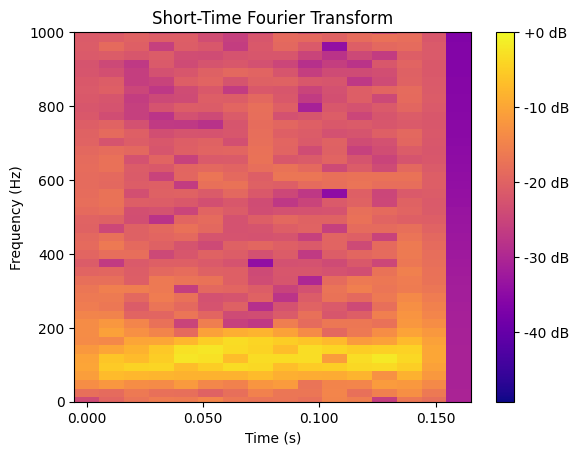 Short-Time Fourier Transform
1000
800
600
400
200
0
Frequency (Hz)
0.000
0.050
0.100
0.150
Time (s)
+0 dB
-10 dB
-20 dB
-30 dB
-40 dB